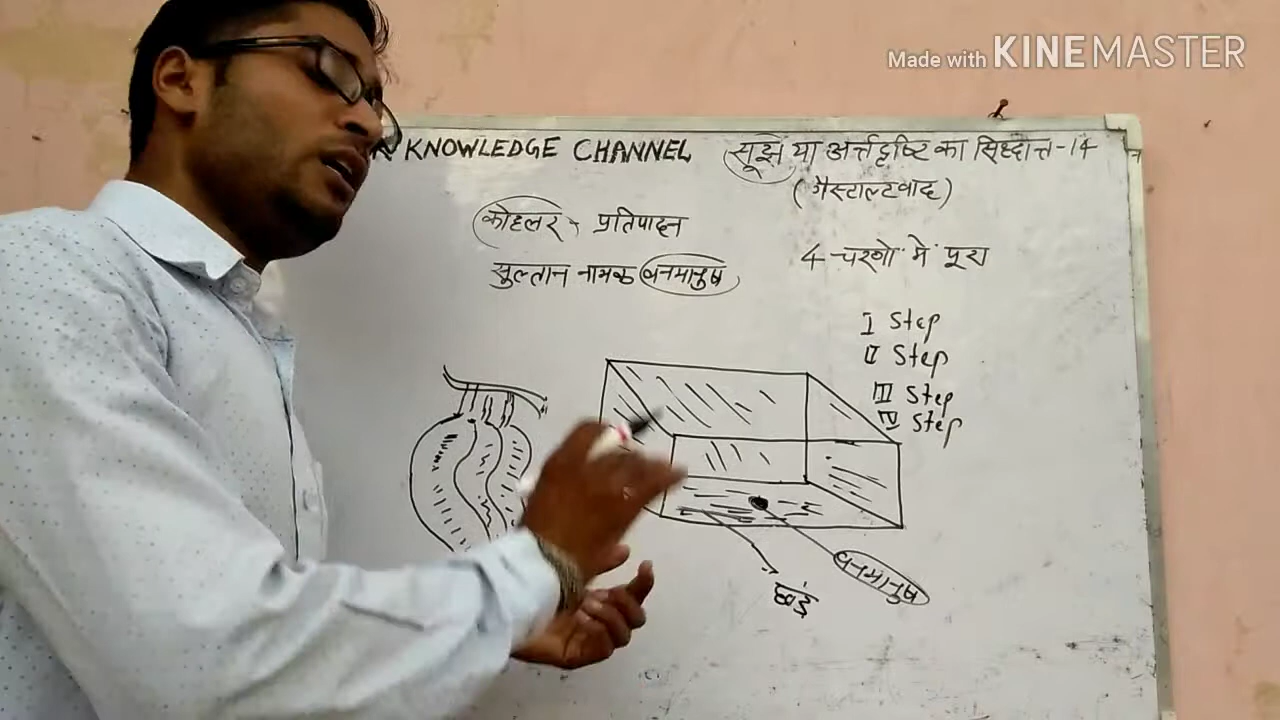 Made with KINEMASTER
KNOWLEDGE CHANNEL
सूझ या अर्न्तदृष्टि का सिध्दान्त-14
(गैस्टाल्टवाद)
कोहलर प्रतिपादन
सुल्तान नामक वनमानुष
4-चरणो में पूरा
I Step
II Step
III Step
IV Step
वनमानुष
छड़